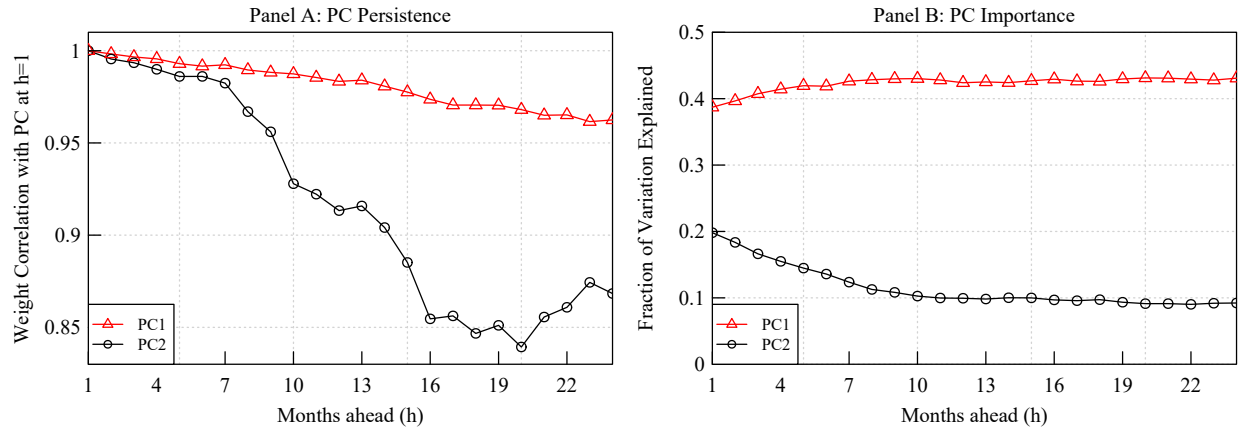 Panel A: PC Persistence
Weight Correlation with PC at h=1
1
0.95
0.9
0.85
PC1
PC2
1 4 7 10 13 16 19 22
Months ahead (h)
Panel B: PC Importance
Fraction of Variation Explained
0.5
0.4
0.3
0.2
0.1
0
PC1
PC2
1 4 7 10 13 16 19 22
Months ahead (h)